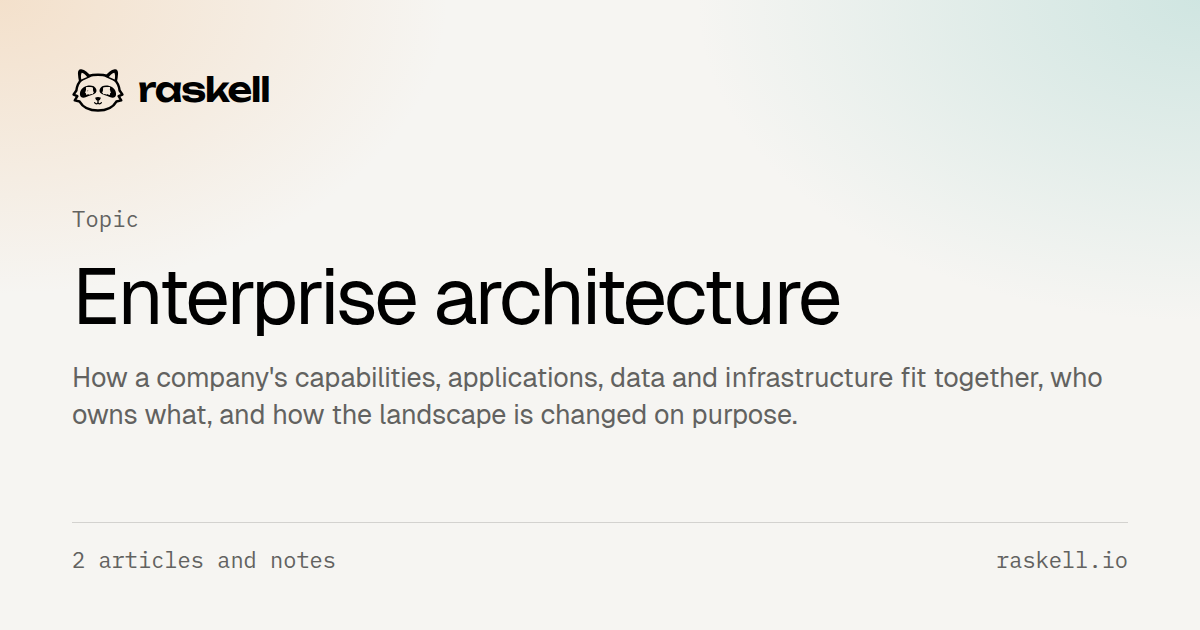 raskell
Topic
Enterprise architecture
How a company's capabilities, applications, data and infrastructure fit together, who
owns what, and how the landscape is changed on purpose.
2 articles and notes
raskell.io